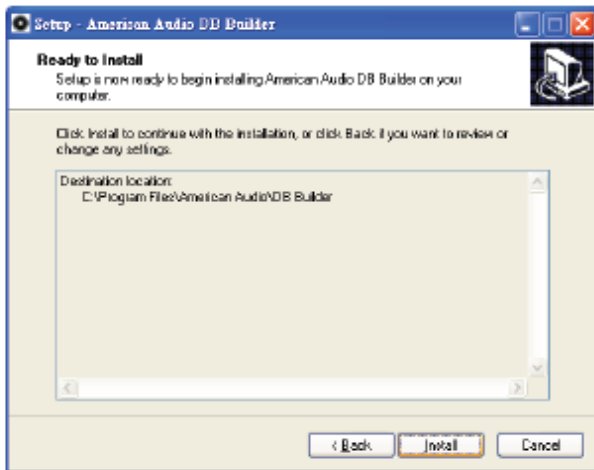 Setup - American Audio DB Builder
Ready to Install
Setup is now ready to begin installing American Audio DB Builder on your
computer.
Click Install to continue with the installation, or click Back if you want to review or
change any settings.
Destination location:
C:\Program Files\American Audio\DB Builder
< Back
Install
Cancel